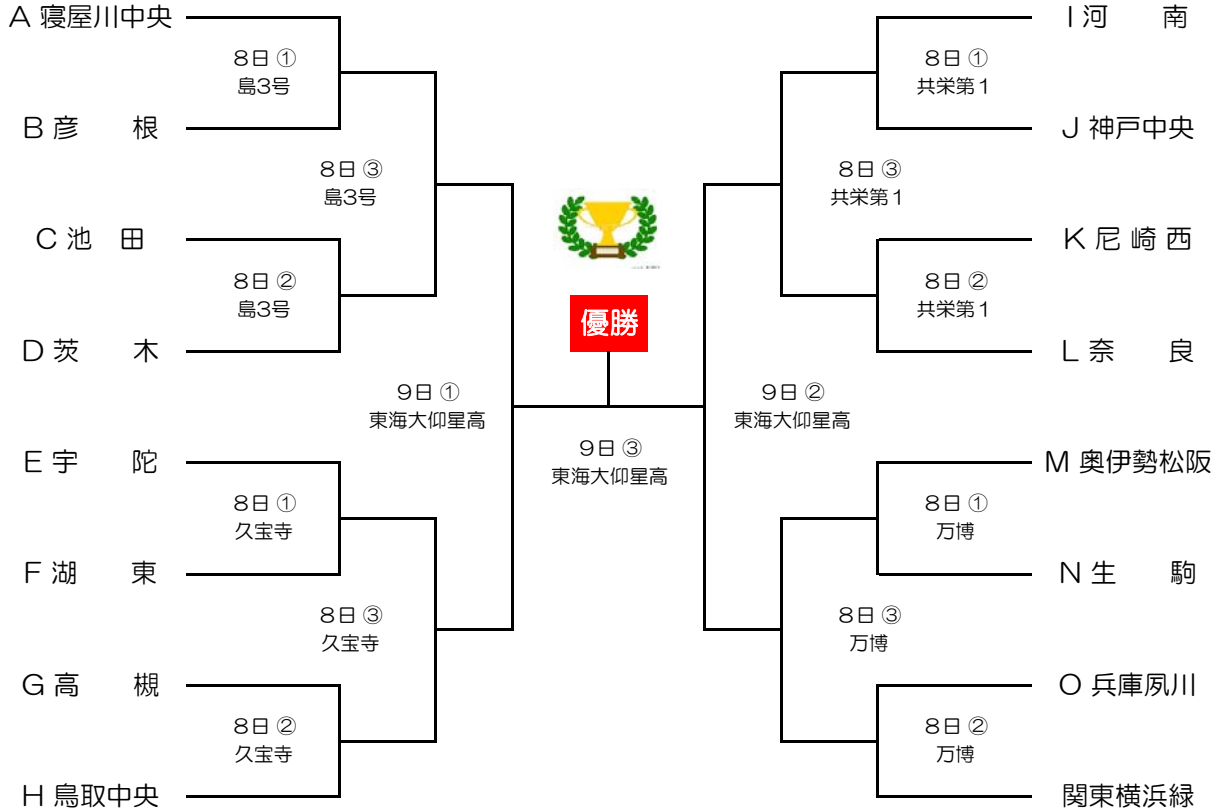 A 寝屋川中央
8日 ①
島3号
B 彦 根
8日 ③
島3号
C 池 田
8日 ②
島3号
D 茨 木
9日 ①
東海大仰星高
E 宇 陀
8日 ①
久宝寺
F 湖 東
8日 ③
久宝寺
G 高 槻
8日 ②
久宝寺
H 鳥取中央
優勝
9日 ③
東海大仰星高
I 河 南
8日 ①
共栄第1
J 神戸中央
8日 ③
共栄第1
K 尼 崎 西
8日 ②
共栄第1
L 奈 良
9日 ②
東海大仰星高
M 奥伊勢松阪
8日 ①
万博
N 生 駒
8日 ③
万博
O 兵庫夙川
8日 ②
万博
関東横浜緑